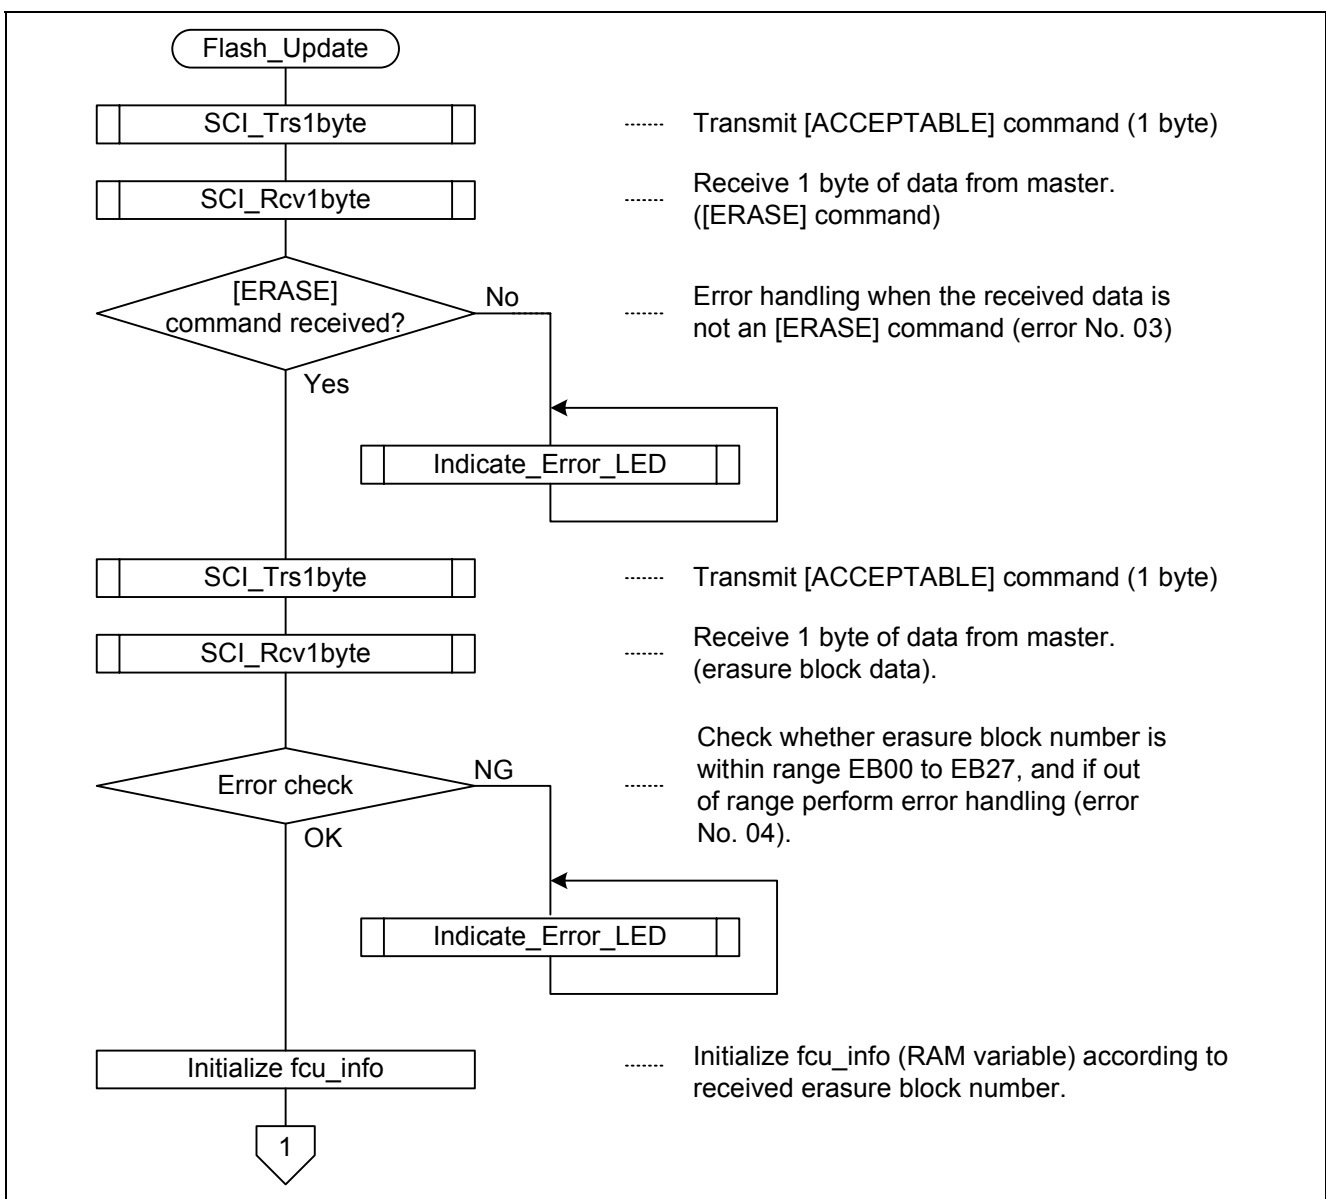 Flash_Update
SCI_Trs1byte
Transmit [ACCEPTABLE] command (1 byte)
SCI_Rcv1byte
Receive 1 byte of data from master.
([ERASE] command)
[ERASE]
command received?
No
Error handling when the received data is
not an [ERASE] command (error No. 03)
Yes
Indicate_Error_LED
SCI_Trs1byte
Transmit [ACCEPTABLE] command (1 byte)
SCI_Rcv1byte
Receive 1 byte of data from master.
(erasure block data).
Error check
NG
Check whether erasure block number is
within range EB00 to EB27, and if out
of range perform error handling (error
No. 04).
OK
Indicate_Error_LED
Initialize fcu_info
Initialize fcu_info (RAM variable) according to
received erasure block number.
1